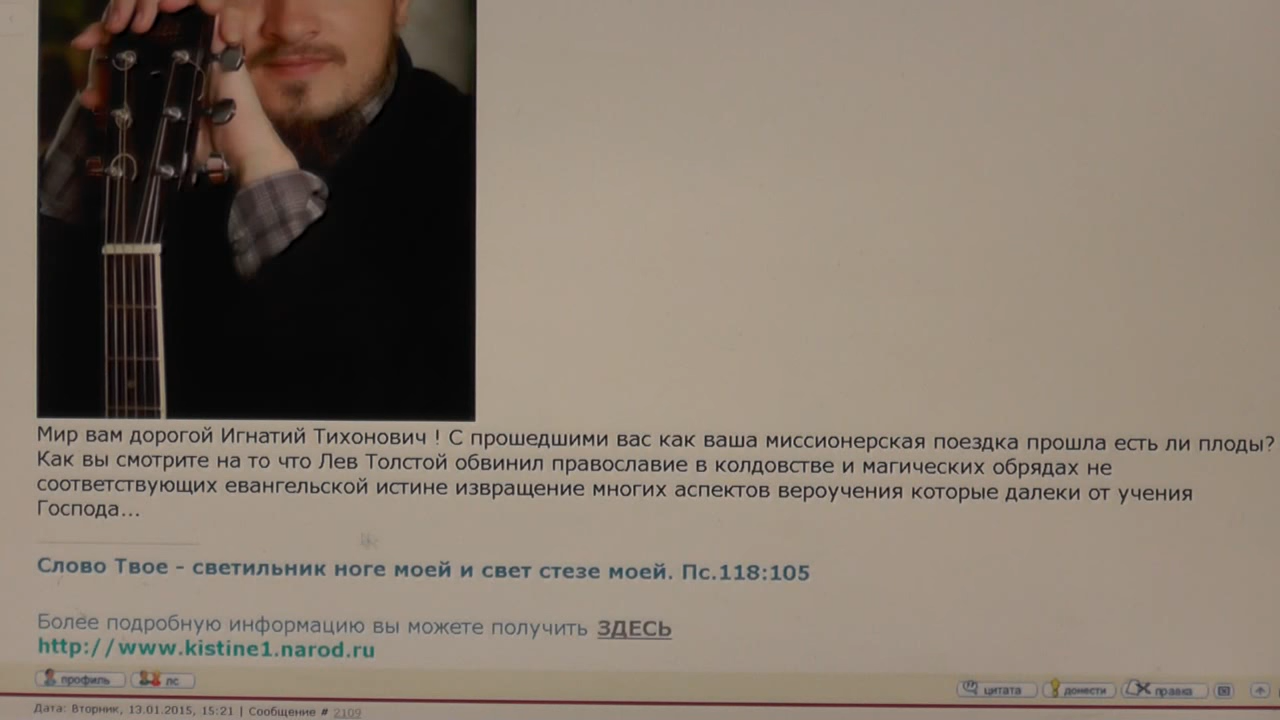 Мир вам дорогой Игнатий Тихонович ! С прошедшими вас как ваша миссионерская поездка прошла есть ли плоды?
Как вы смотрите на то что Лев Толстой обвинил православие в колдовстве и магических обрядах не
соответствующих евангельской истине извращение многих аспектов вероучения которые далеки от учения
Господа...
Слово Твое - светильник ноге моей и свет стезе моей. Пс.118:105
Более подробную информацию вы можете получить ЗДЕСЬ
http://www.kistine1.narod.ru
профиль лс цитата донести правка
Дата: Вторник, 13.01.2015, 15:21 | Сообщение # 2109